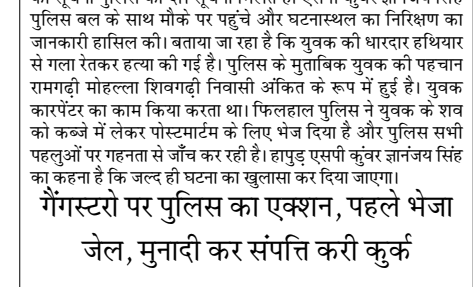 पुलिस बल के साथ मौके पर पहुंचे और घटनास्थल का निरिक्षण का
जानकारी हासिल की। बताया जा रहा है कि युवक की धारदार हथियार
से गला रेतकर हत्या की गई है। पुलिस के मुताबिक युवक की पहचान
रामगढ़ी मोहल्ला शिवगढ़ी निवासी अंकित के रूप में हुई है। युवक
कारपेंटर का काम किया करता था। फिलहाल पुलिस ने युवक के शव
को कब्जे में लेकर पोस्टमार्टम के लिए भेज दिया है और पुलिस सभी
पहलुओं पर गहनता से जाँच कर रही है। हापुड़ एसपी कुंवर ज्ञानंजय सिंह
का कहना है कि जल्द ही घटना का खुलासा कर दिया जाएगा।
गैंगस्टरो पर पुलिस का एक्शन, पहले भेजा
जेल, मुनादी कर संपत्ति करी कुर्क